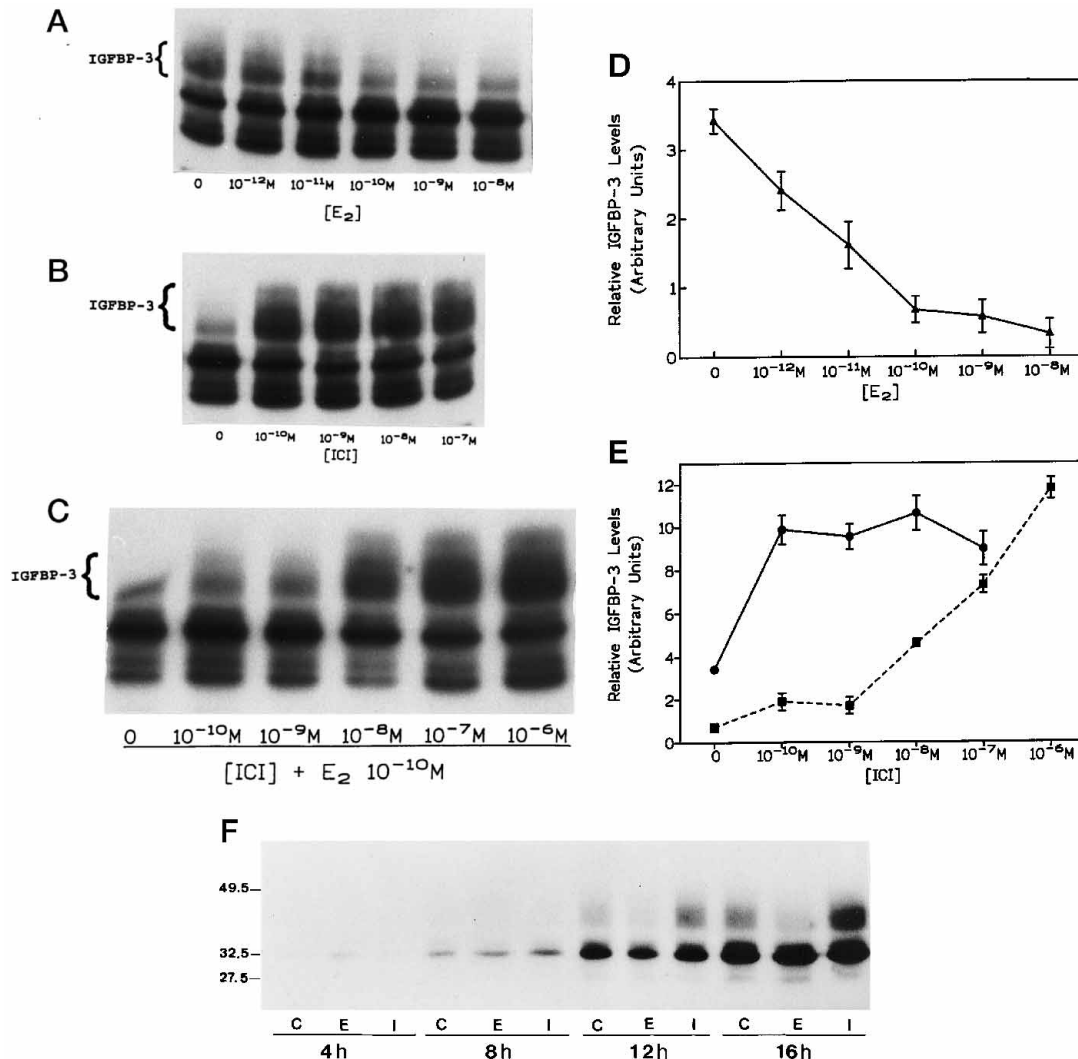 A
IGFBP-3
0 10⁻¹²M 10⁻¹¹M 10⁻¹⁰M 10⁻⁹M 10⁻⁸M
[E₂]
B
IGFBP-3
0 10⁻¹⁰M 10⁻⁹M 10⁻⁸M 10⁻⁷M
[ICI]
C
IGFBP-3
0 10⁻¹⁰M 10⁻⁹M 10⁻⁸M 10⁻⁷M 10⁻⁶M
[ICI] + E₂ 10⁻¹⁰M
D
Relative IGFBP-3 Levels
(Arbitrary Units)
4
3
2
1
0
0 10⁻¹²M 10⁻¹¹M 10⁻¹⁰M 10⁻⁹M 10⁻⁸M
[E₂]
E
Relative IGFBP-3 Levels
(Arbitrary Units)
12
10
8
6
4
2
0
0 10⁻¹⁰M 10⁻⁹M 10⁻⁸M 10⁻⁷M 10⁻⁶M
[ICI]
F
49.5
32.5
27.5
C E I C E I C E I C E I
4h 8h 12h 16h